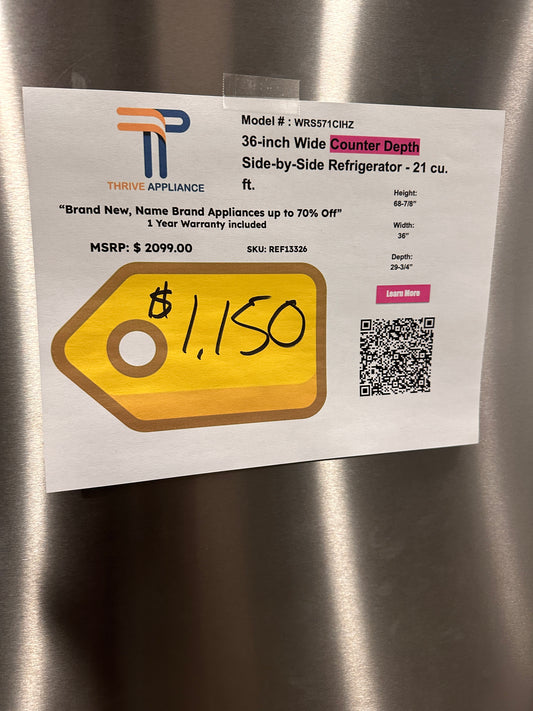 THRIVE APPLIANCE
Model # : WRS571CIHZ
36-inch Wide Counter Depth
Side-by-Side Refrigerator - 21 cu.
ft.
"Brand New, Name Brand Appliances up to 70% Off"
1 Year Warranty included
MSRP: $ 2099.00
SKU: REF13326
Height:
68-7/8"
Width:
36"
Depth:
29-3/4"
Learn More
$1,150